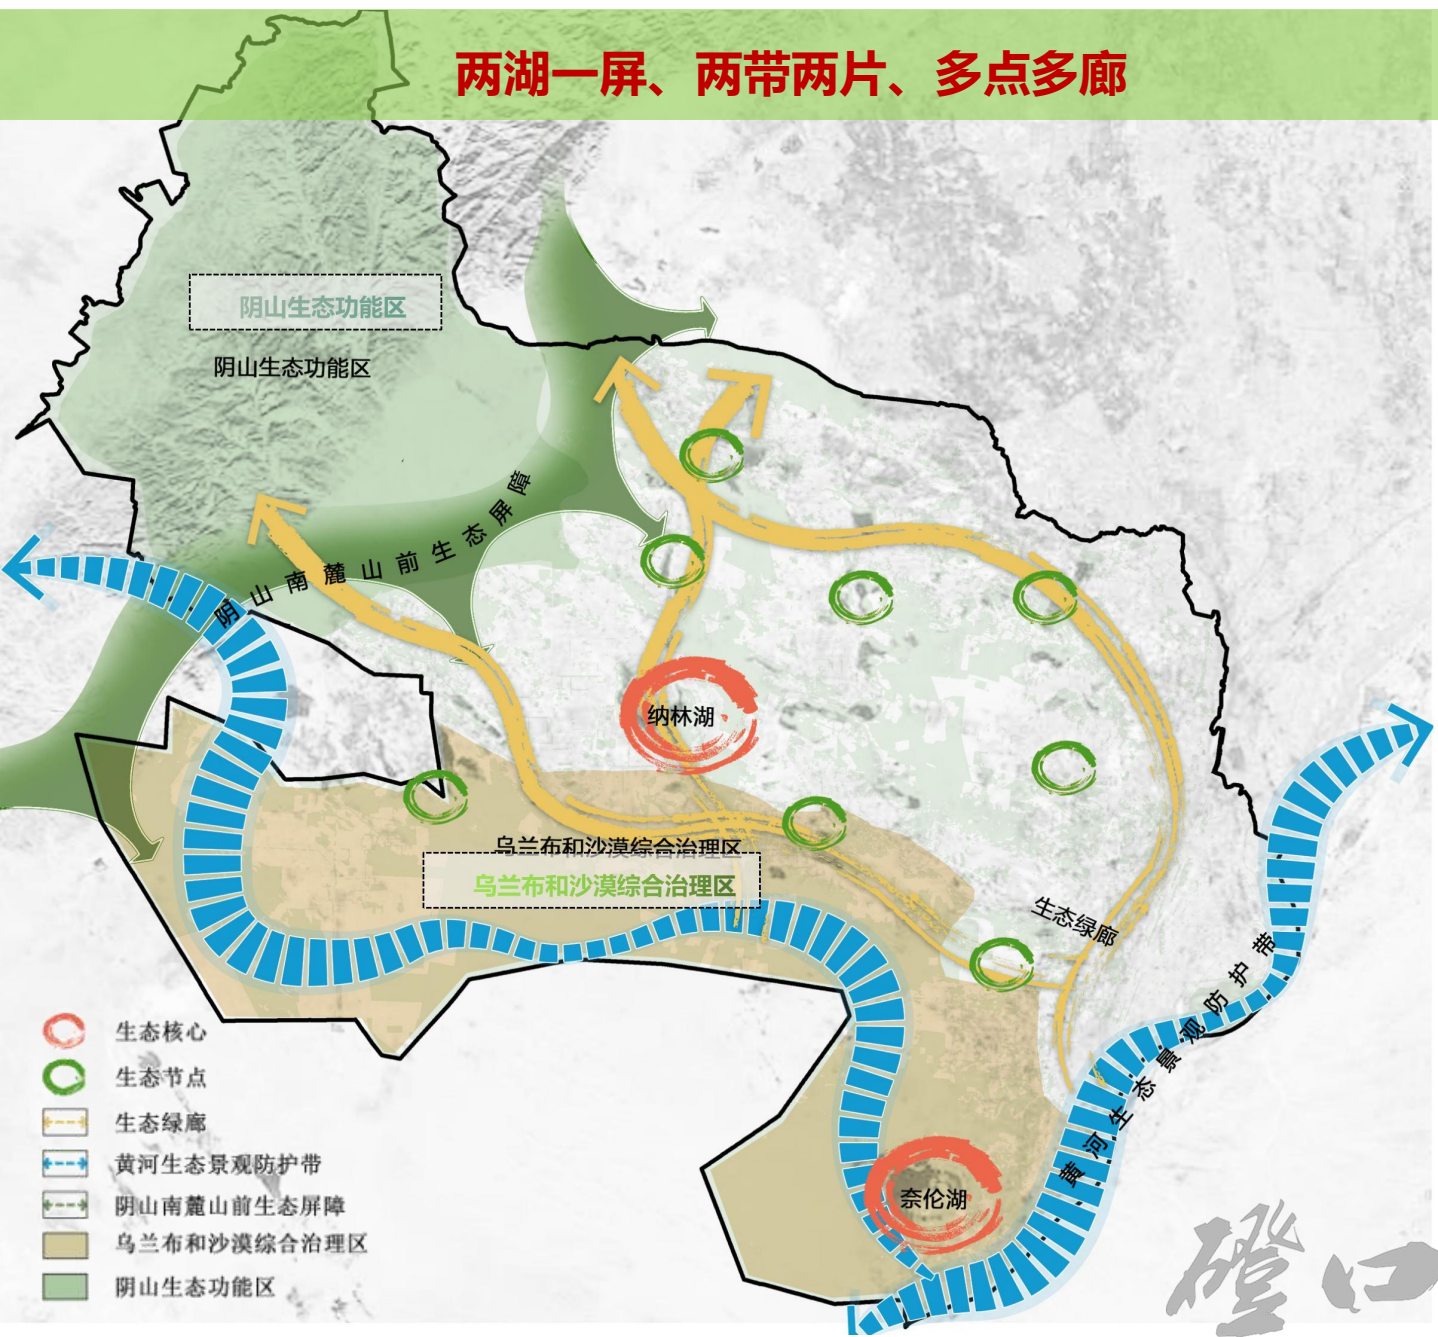 两湖一屏、两带两片、多点多廊
阴山生态功能区
阴山生态功能区
阴山南麓山前生态屏障
纳林湖
乌兰布和沙漠综合治理区
乌兰布和沙漠综合治理区
生态绿廊
黄河生态景观防护带
奈伦湖
生态核心
生态节点
生态绿廊
黄河生态景观防护带
阴山南麓山前生态屏障
乌兰布和沙漠综合治理区
阴山生态功能区
磴口